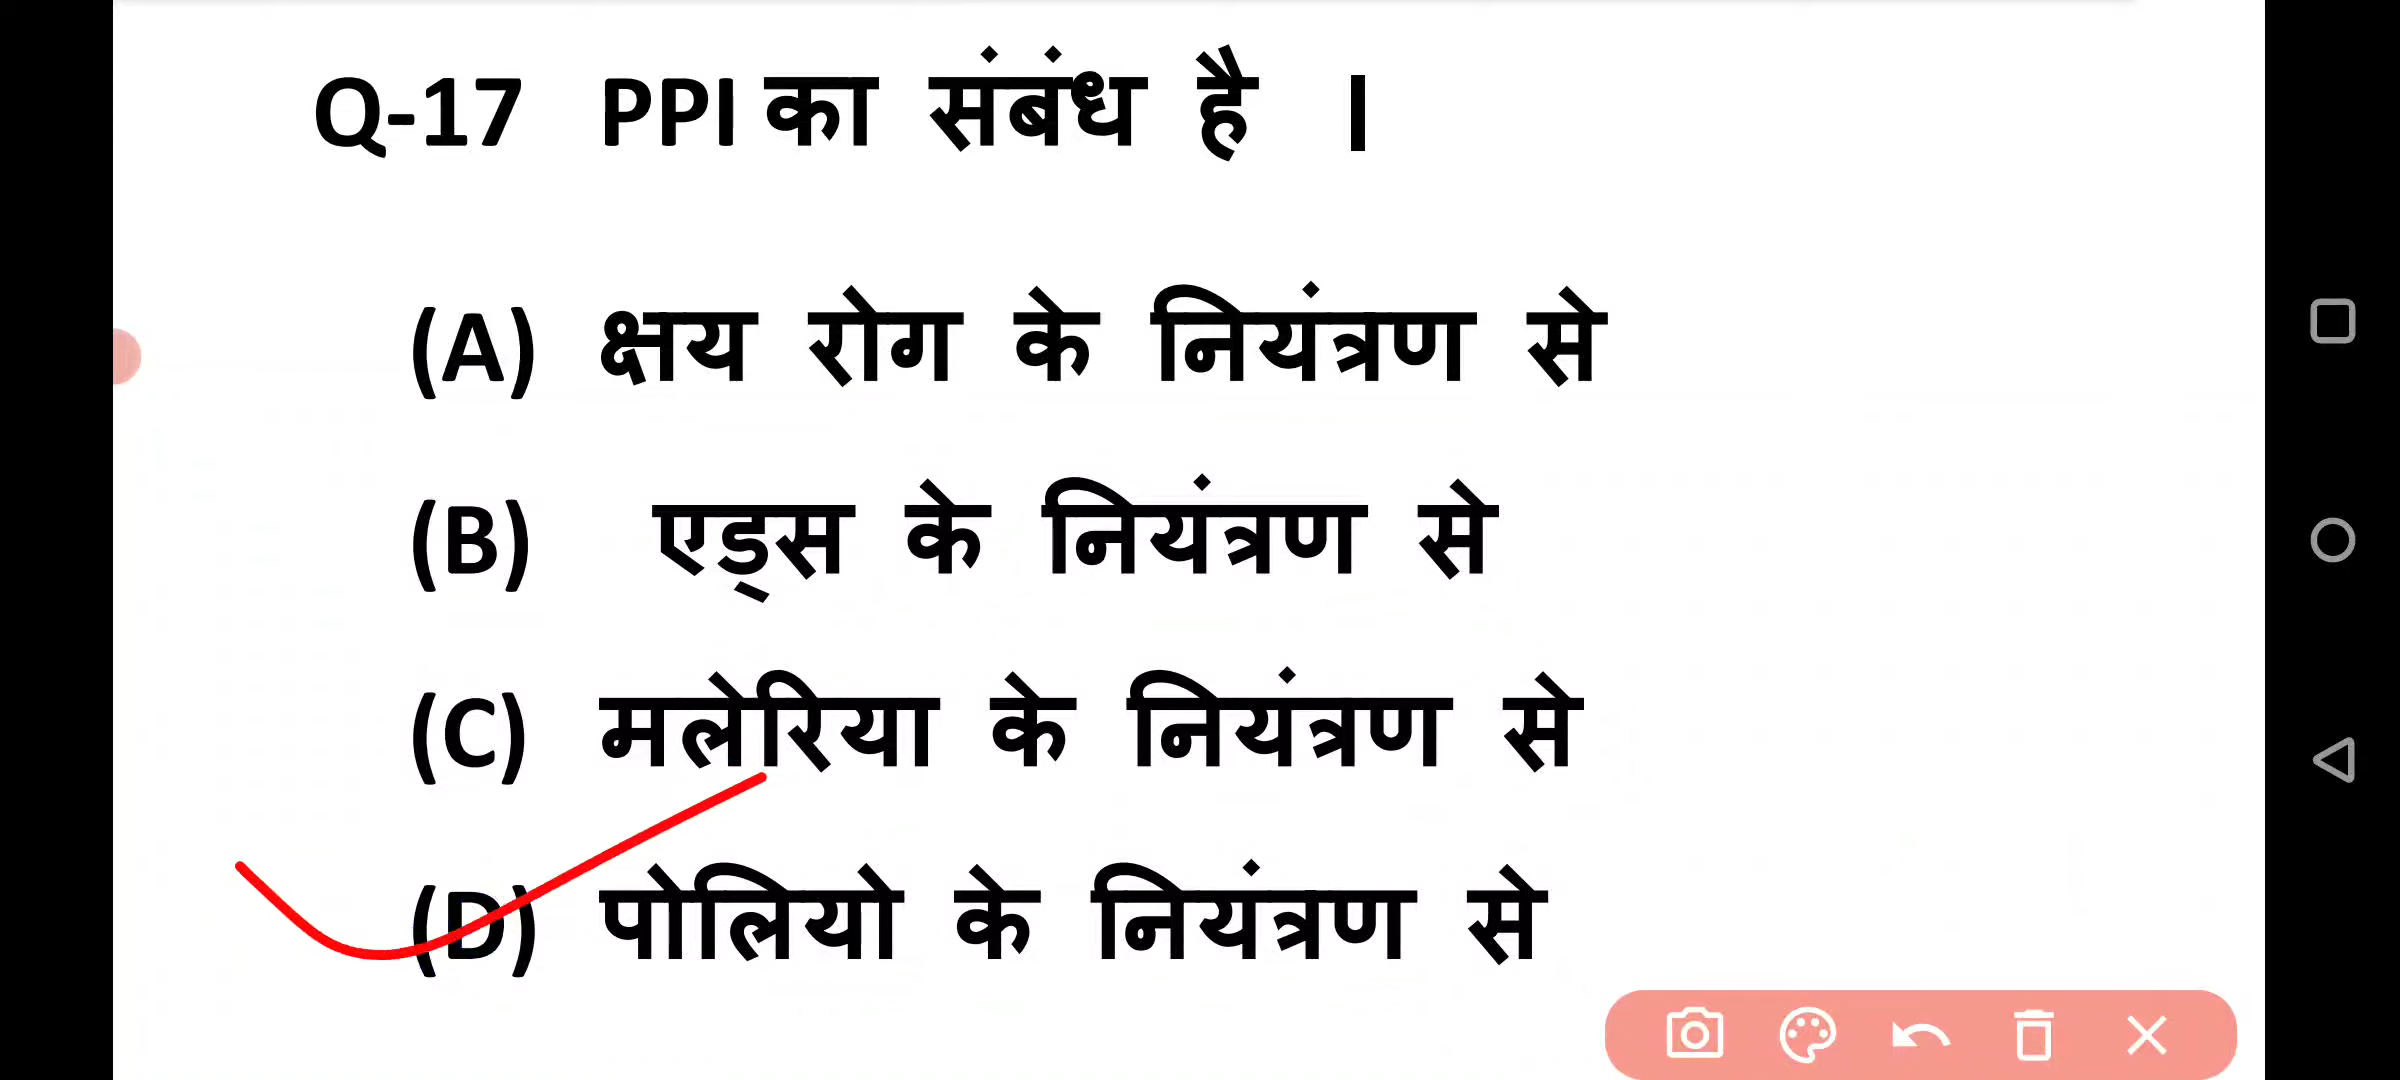 Q-17 PPI का संबंध है ।
(A) क्षय रोग के नियंत्रण से
(B) एड्स के नियंत्रण से
(C) मलेरिया के नियंत्रण से
(D) पोलियो के नियंत्रण से